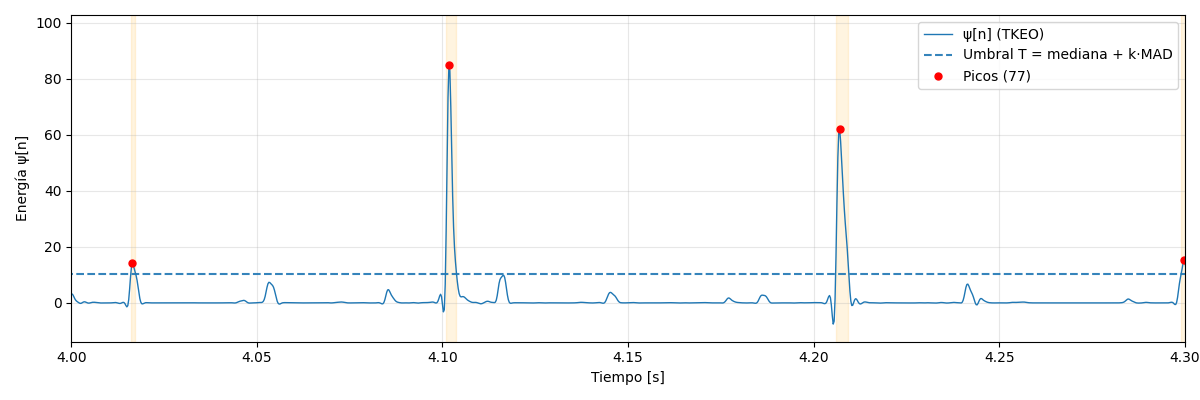 ψ[n] (TKEO)
Umbral T = mediana + k·MAD
Picos (77)
Energía ψ[n]
100
80
60
40
20
0
4.00 4.05 4.10 4.15 4.20 4.25 4.30
Tiempo [s]